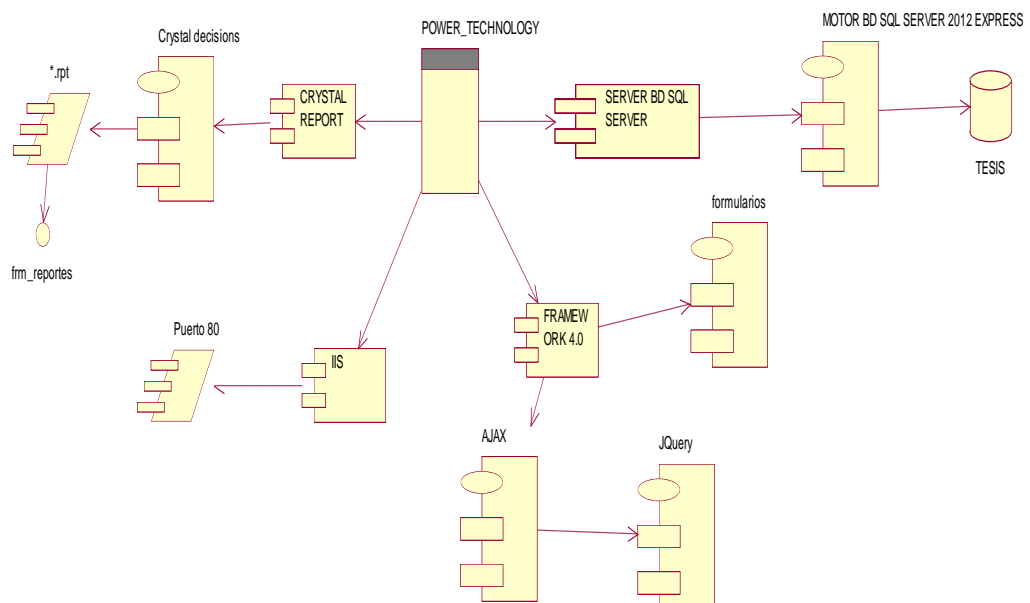 MOTOR BD SQL SERVER 2012 EXPRESS
POWER_TECHNOLOGY
Crystal decisions
*.rpt
CRYSTAL
REPORT
SERVER BD SQL
SERVER
TESIS
formularios
frm_reportes
FRAMEW
ORK 4.0
Puerto 80
IIS
AJAX
JQuery